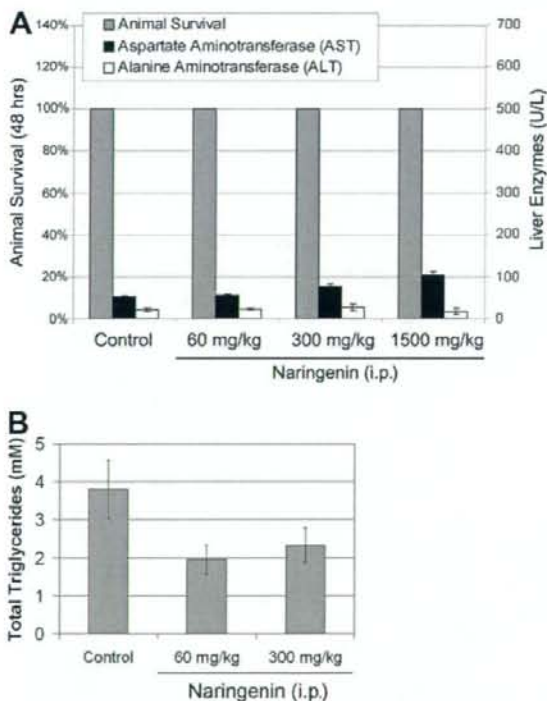 A
Animal Survival
Aspartate Aminotransferase (AST)
Alanine Aminotransferase (ALT)
140%
120%
100%
80%
60%
40%
20%
0%
Animal Survival (48 hrs)
700
600
500
400
300
200
100
0
Liver Enzymes (U/L)
Control 60 mg/kg 300 mg/kg 1500 mg/kg
Naringenin (i.p.)
B
5
4
3
2
1
0
Total Triglycerides (mM)
Control 60 mg/kg 300 mg/kg
Naringenin (i.p.)